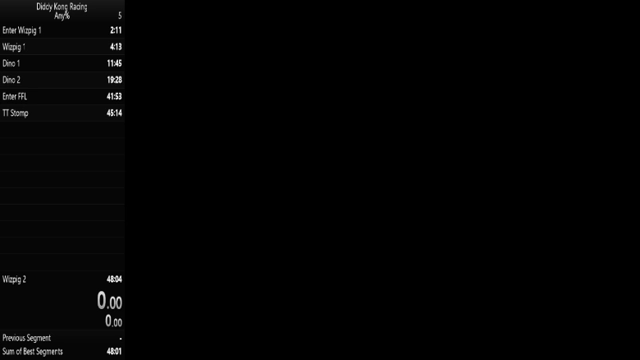 Diddy Kong Racing
Any%
5
Enter Wizpig 1 2:11
Wizpig 1 4:13
Dino 1 11:45
Dino 2 19:28
Enter FFL 41:53
TT Stomp 45:14
Wizpig 2 48:04
0.00
0.00
Previous Segment -
Sum of Best Segments 48:01